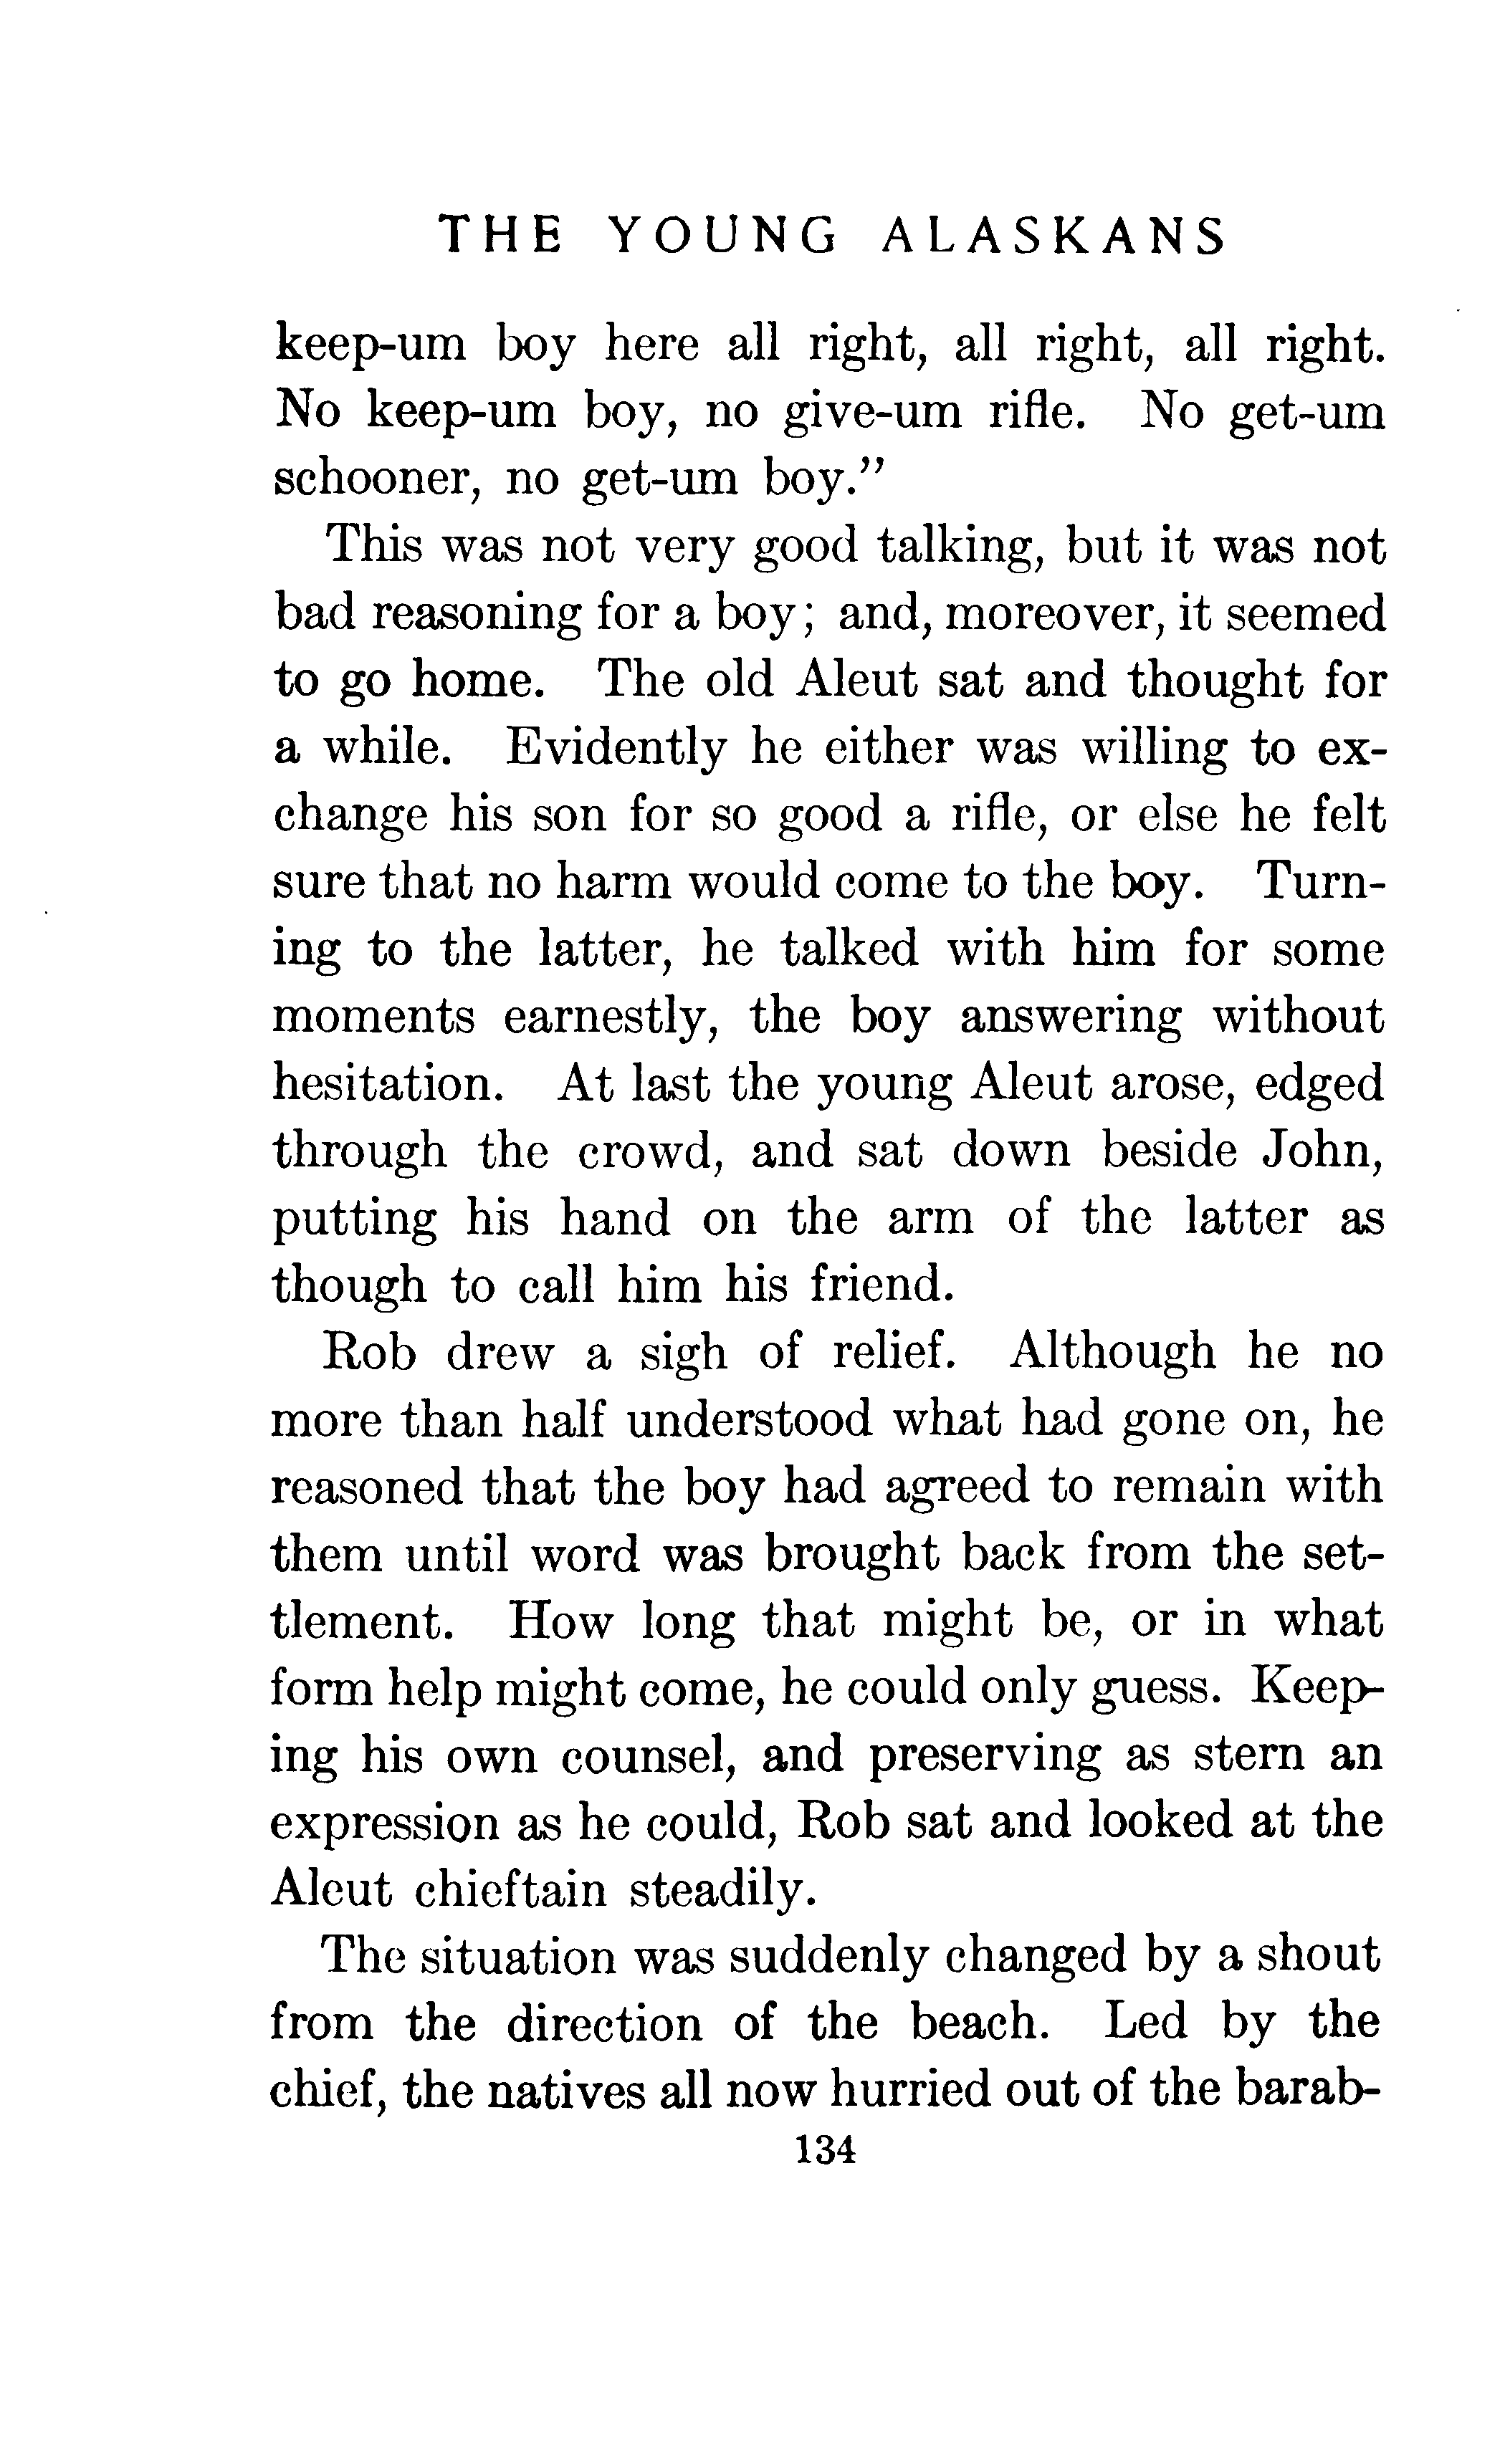 THE YOUNG ALASKANS
keep-um boy here all right, all right, all right.
No keep-um boy, no give-um rifle. No get-um
schooner, no get-um boy.”
This was not very good talking, but it was not
bad reasoning for a boy; and, moreover, it seemed
to go home. The old Aleut sat and thought for
a while. Evidently he either was willing to ex-
change his son for so good a rifle, or else he felt
sure that no harm would come to the boy. Turn-
ing to the latter, he talked with him for some
moments earnestly, the boy answering without
hesitation. At last the young Aleut arose, edged
through the crowd, and sat down beside John,
putting his hand on the arm of the latter as
though to call him his friend.
Rob drew a sigh of relief. Although he no
more than half understood what had gone on, he
reasoned that the boy had agreed to remain with
them until word was brought back from the set-
tlement. How long that might be, or in what
form help might come, he could only guess. Keep-
ing his own counsel, and preserving as stern an
expression as he could, Rob sat and looked at the
Aleut chieftain steadily.
The situation was suddenly changed by a shout
from the direction of the beach. Led by the
chief, the natives all now hurried out of the barab-
134